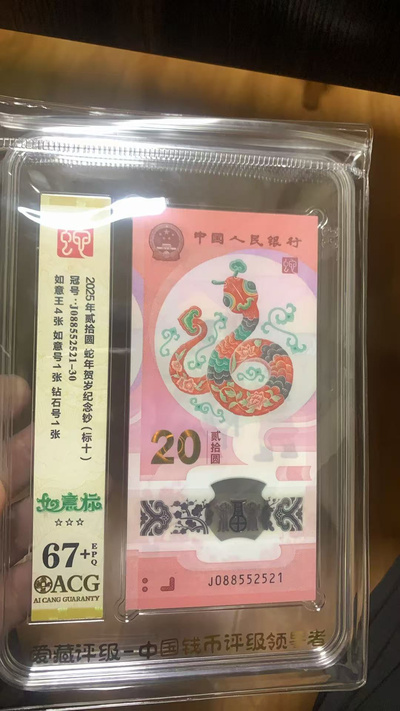 2025年贰拾圆 蛇年贺岁纪念钞（标十）
冠号:J088552521-30
如意王4张 如意号1张 钻石号1张
如意标
☆☆☆
67+EPQ
ACG
AI CANG GUARANTY
中国人民银行
20
贰拾圆
J088552521
爱藏评级-中国钱币评级领导者